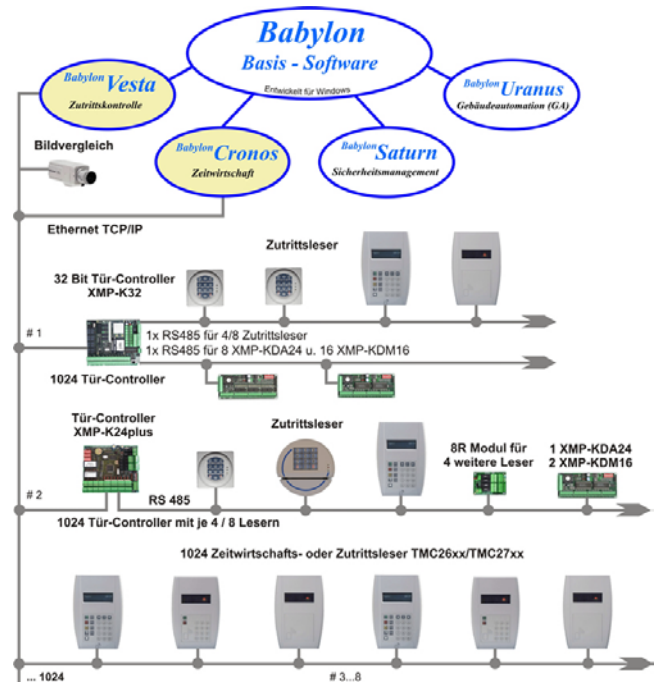 Babylon
Basis - Software
Entwickelt für Windows
Babylon Vesta
Zutrittskontrolle
Babylon Uranus
Gebäudeautomation (GA)
Bildvergleich
Babylon Cronos
Zeitwirtschaft
Babylon Saturn
Sicherheitsmanagement
Ethernet TCP/IP
Zutrittsleser
32 Bit Tür-Controller
XMP-K32
# 1
1x RS485 für 4/8 Zutrittsleser
1x RS485 für 8 XMP-KDA24 u. 16 XMP-KDM16
1024 Tür-Controller
Tür-Controller
XMP-K24plus
Zutrittsleser
8R Modul für
4 weitere Leser
1 XMP-KDA24
2 XMP-KDM16
# 2
RS 485
1024 Tür-Controller mit je 4 / 8 Lesern
1024 Zeitwirtschafts- oder Zutrittsleser TMC26xx/TMC27xx
... 1024
# 3...8